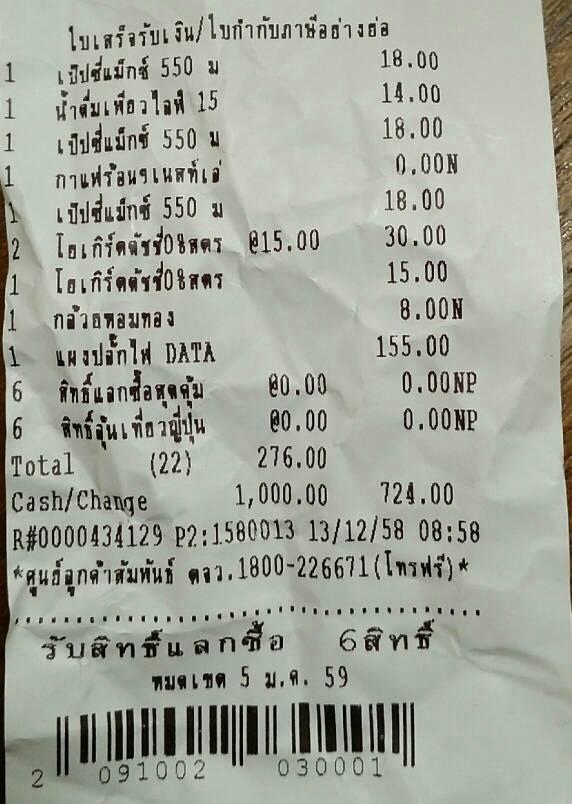 ใบเสร็จรับเงิน/ใบกำกับภาษีอย่างย่อ
1 เป๊ปซี่แม็กซ์ 550 ม 18.00
1 น้ำดื่มเพียวไลฟ์ 15 14.00
1 เป๊ปซี่แม็กซ์ 550 ม 18.00
1 กาแฟร้อนฯเนสท์เอ่ 0.00N
1 เป๊ปซี่แม็กซ์ 550 ม 18.00
2 โยเกิร์ตดัชชี่0%สตร @15.00 30.00
1 โยเกิร์ตดัชชี่0%สตร 15.00
1 กล้วยหอมทอง 8.00N
1 แผงปลั๊กไฟ DATA 155.00
6 สิทธิ์แลกซื้อสุดคุ้ม @0.00 0.00NP
6 สิทธิ์ลุ้นเที่ยวญี่ปุ่น @0.00 0.00NP
Total (22) 276.00
Cash/Change 1,000.00 724.00
R#0000434129 P2:1580013 13/12/58 08:58
*ศูนย์ลูกค้าสัมพันธ์ ตจว.1800-226671(โทรฟรี)*
รับสิทธิ์แลกซื้อ 6สิทธิ์
หมดเขต 5 ม.ค. 59
2 091002 030001